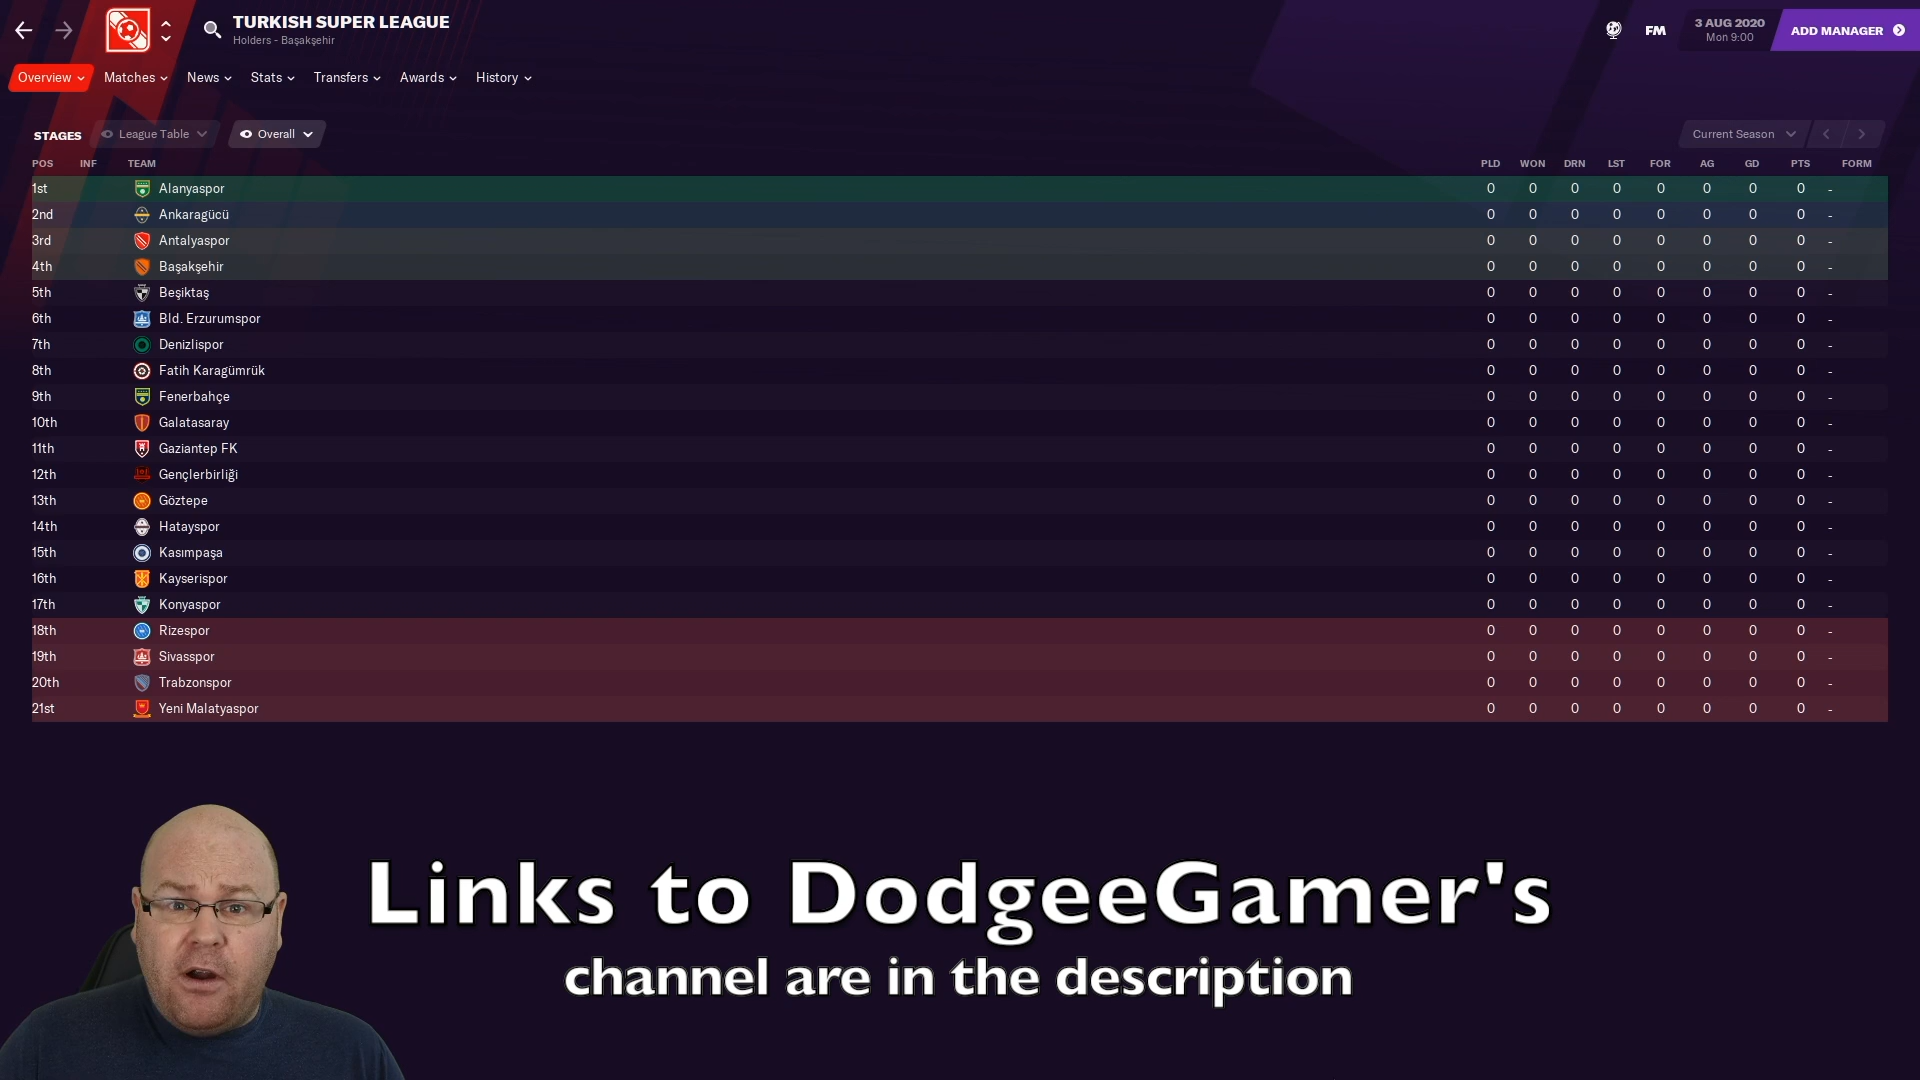 TURKISH SUPER LEAGUE
Holders - Başakşehir
FM
3 AUG 2020
Mon 9:00
ADD MANAGER
Overview Matches News Stats Transfers Awards History
STAGES League Table Overall Current Season
POS INF TEAM PLD WON DRN LST FOR AG GD PTS FORM
1st Alanyaspor 0 0 0 0 0 0 0 0 -
2nd Ankaragücü 0 0 0 0 0 0 0 0 -
3rd Antalyaspor 0 0 0 0 0 0 0 0 -
4th Başakşehir 0 0 0 0 0 0 0 0 -
5th Beşiktaş 0 0 0 0 0 0 0 0 -
6th Bld. Erzurumspor 0 0 0 0 0 0 0 0 -
7th Denizlispor 0 0 0 0 0 0 0 0 -
8th Fatih Karagümrük 0 0 0 0 0 0 0 0 -
9th Fenerbahçe 0 0 0 0 0 0 0 0 -
10th Galatasaray 0 0 0 0 0 0 0 0 -
11th Gaziantep FK 0 0 0 0 0 0 0 0 -
12th Gençlerbirliği 0 0 0 0 0 0 0 0 -
13th Göztepe 0 0 0 0 0 0 0 0 -
14th Hatayspor 0 0 0 0 0 0 0 0 -
15th Kasımpaşa 0 0 0 0 0 0 0 0 -
16th Kayserispor 0 0 0 0 0 0 0 0 -
17th Konyaspor 0 0 0 0 0 0 0 0 -
18th Rizespor 0 0 0 0 0 0 0 0 -
19th Sivasspor 0 0 0 0 0 0 0 0 -
20th Trabzonspor 0 0 0 0 0 0 0 0 -
21st Yeni Malatyaspor 0 0 0 0 0 0 0 0 -
Links to DodgeeGamer's
channel are in the description